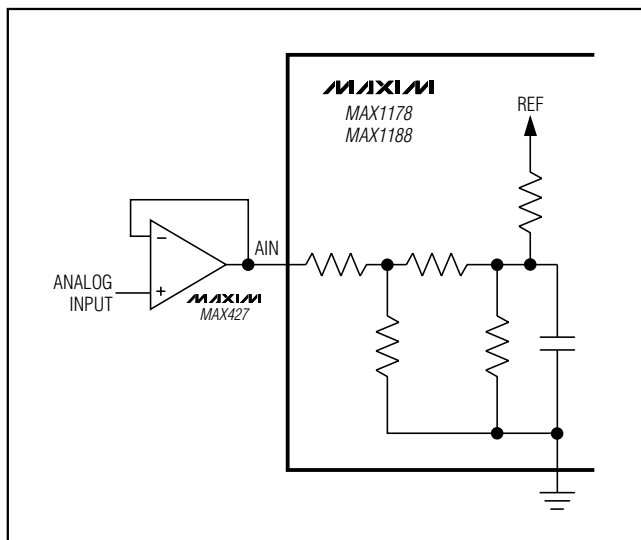 MAXIM
MAX1178
MAX1188
REF
AIN
−
ANALOG
INPUT
+
MAXIM
MAX427